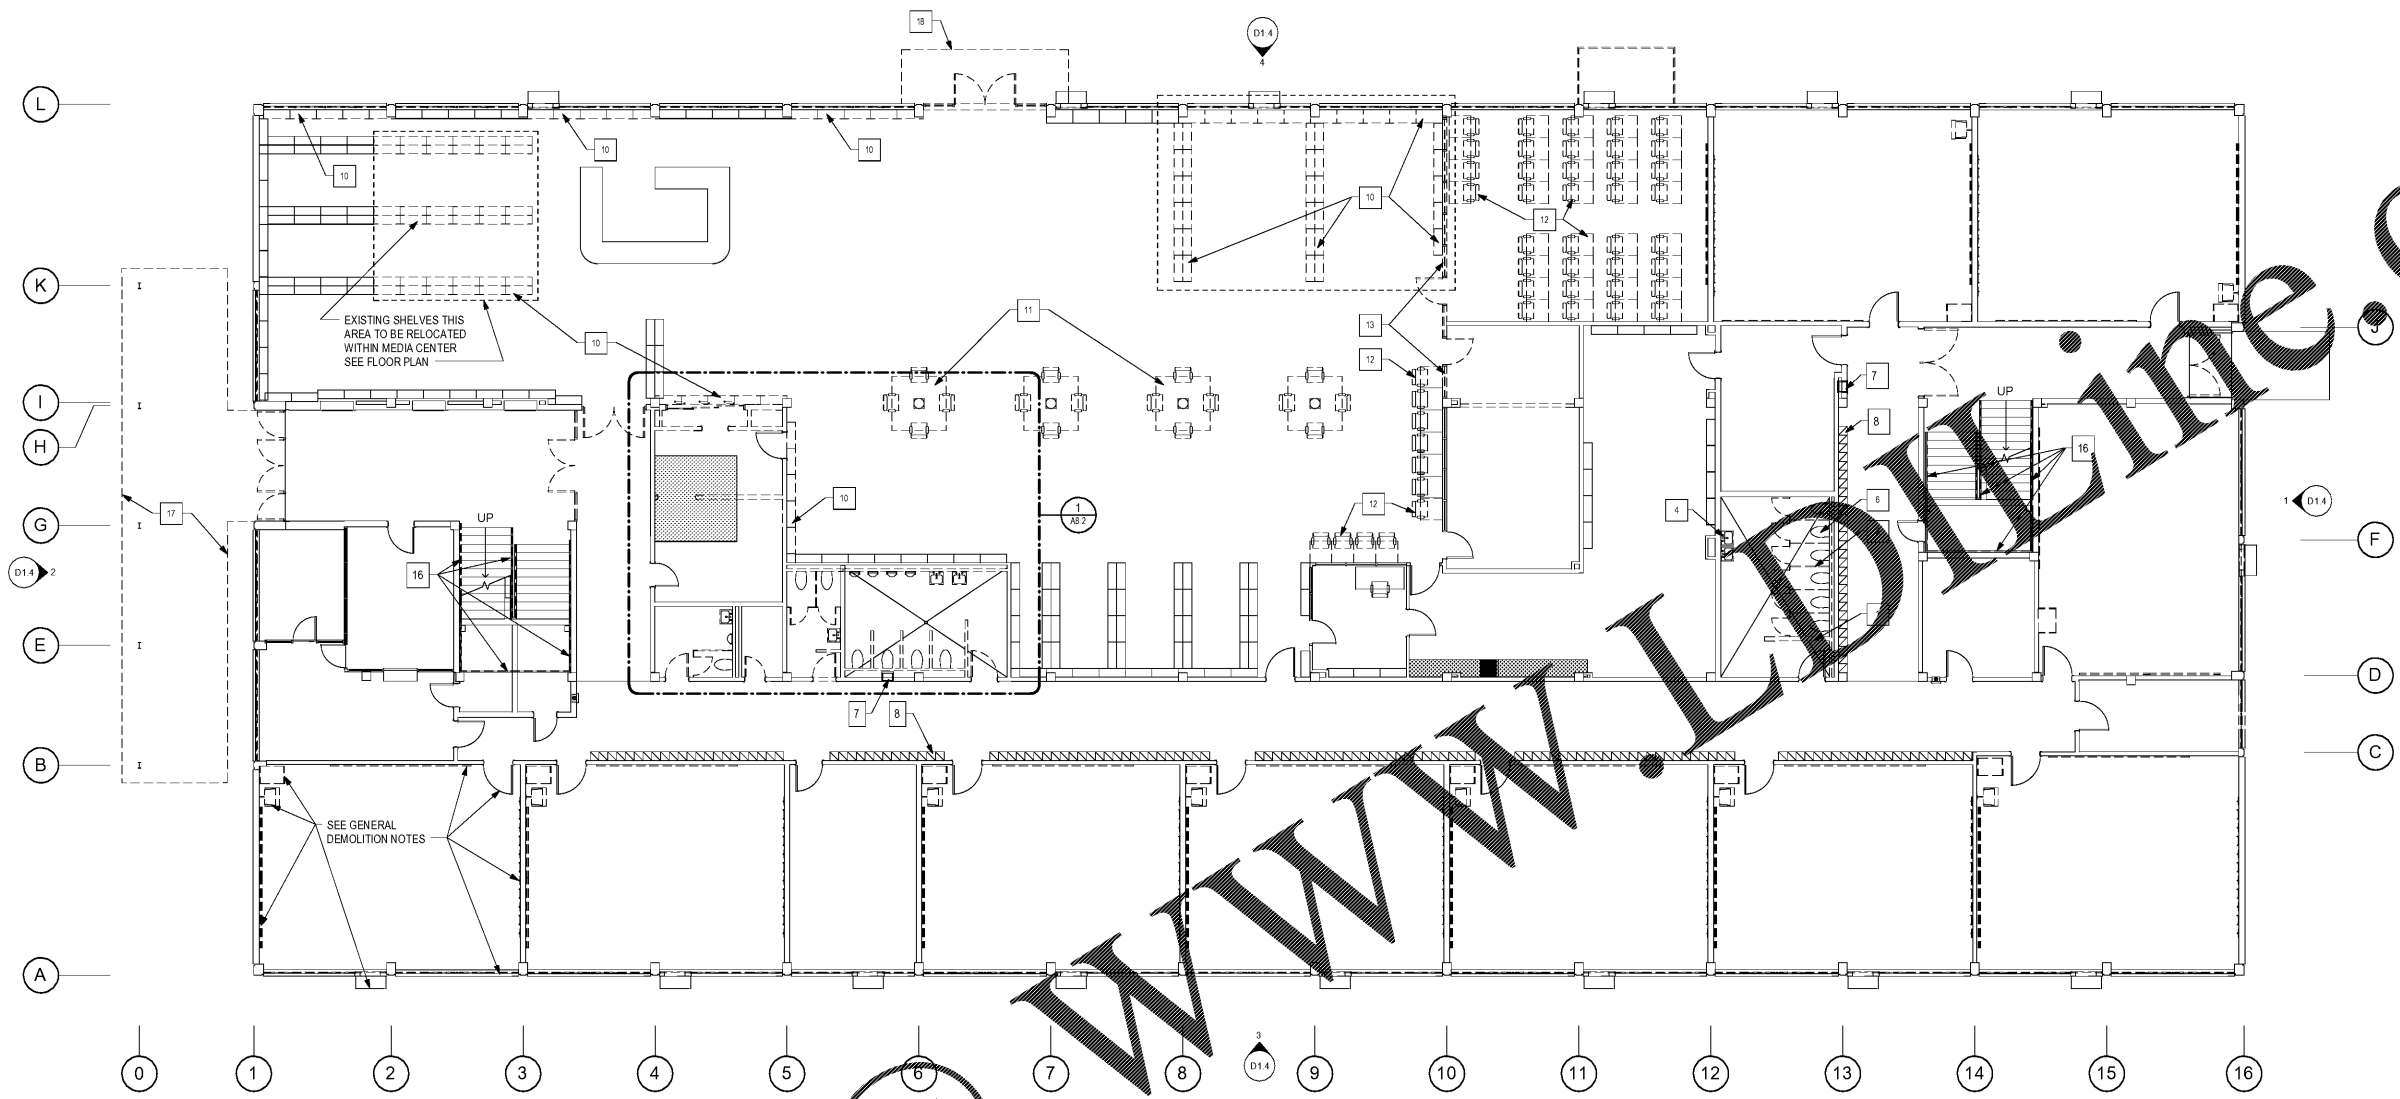 18
D1.4
4
L
10
10
10
10
12
K
EXISTING SHELVES THIS
AREA TO BE RELOCATED
WITHIN MEDIA CENTER
SEE FLOOR PLAN
10
11
13
J
12
7
I
UP
8
H
16
10
12
17
UP
G
1
A8.2
4
6
1
D1.4
F
D1.4
2
16
E
D
7
8
B
C
SEE GENERAL
DEMOLITION NOTES
A
3
D1.4
0
1
2
3
4
5
6
7
8
9
10
11
12
13
14
15
16
www.LDILine.c